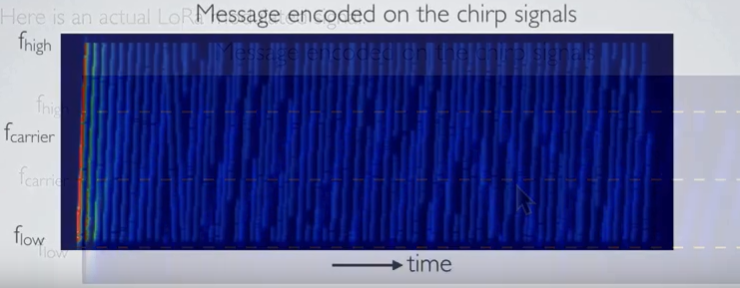 Here is an actual LoRa
Message encoded on the chirp signals
fhigh
Message encoded on the chirp signals
fhigh
fcarrier
fcarrier
flow
flow
time